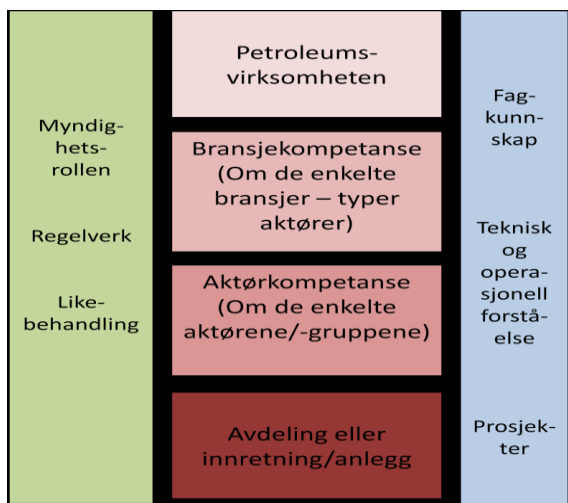 Myndig-
hets-
rollen
Regelverk
Like-
behandling
Petroleums-
virksomheten
Bransjekompetanse
(Om de enkelte
bransjer – typer
aktører)
Aktørkompetanse
(Om de enkelte
aktørene/-gruppene)
Avdeling eller
innretning/anlegg
Fag-
kunn-
skap
Teknisk
og
opera-
sjonell
forstå-
else
Prosjek-
ter